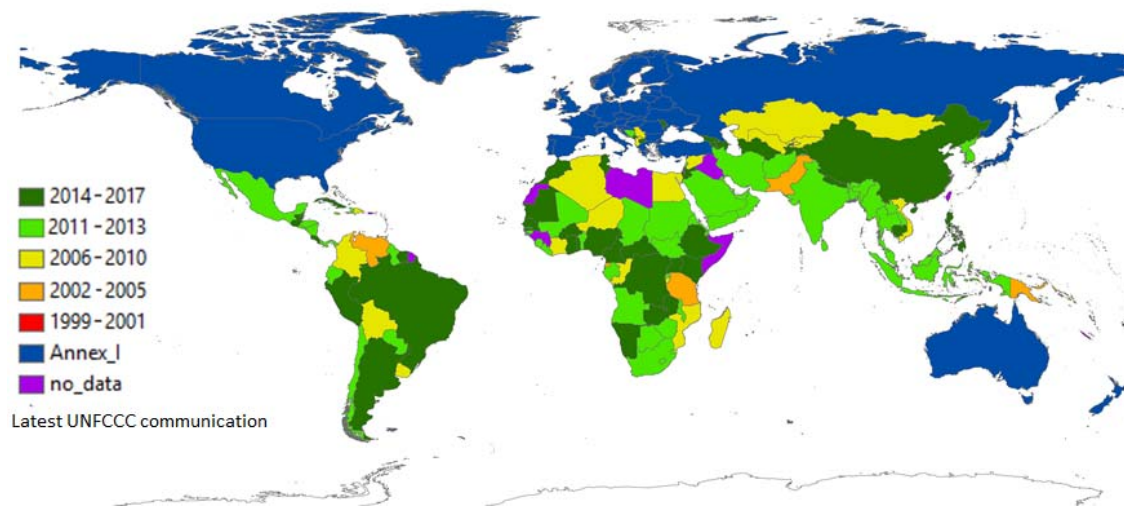 2014-2017
2011-2013
2006-2010
2002-2005
1999-2001
Annex_I
no_data
Latest UNFCCC communication